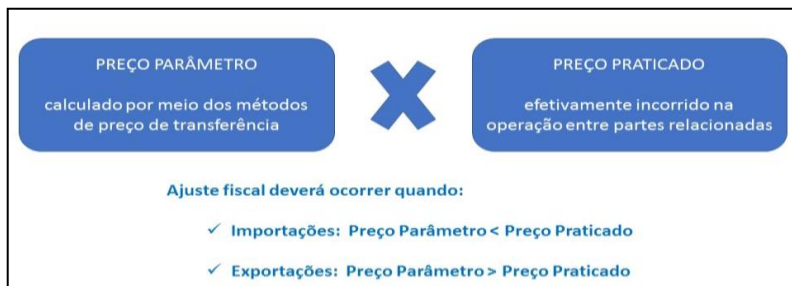 PREÇO PARÂMETRO
calculado por meio dos métodos
de preço de transferência
X
PREÇO PRATICADO
efetivamente incorrido na
operação entre partes relacionadas
Ajuste fiscal deverá ocorrer quando:
✓ Importações: Preço Parâmetro < Preço Praticado
✓ Exportações: Preço Parâmetro > Preço Praticado